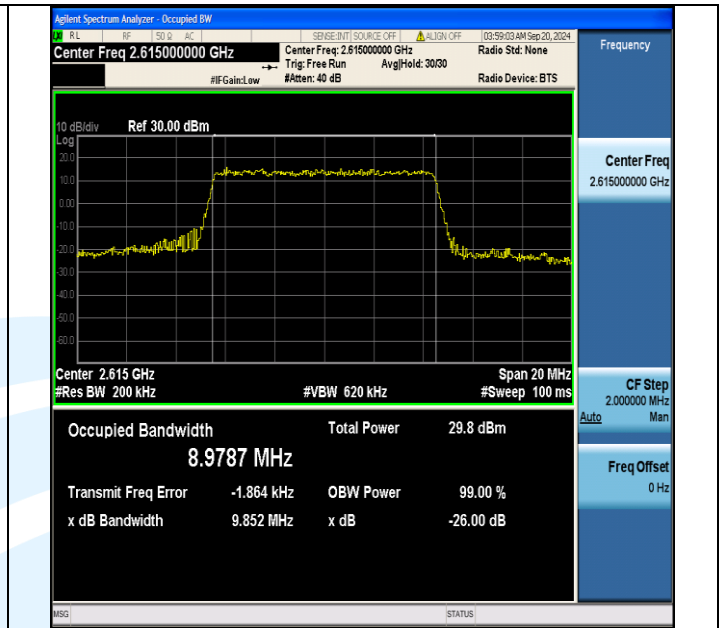 Agilent Spectrum Analyzer - Occupied BW
RL RF 50 Ω AC SENSE:INT SOURCE OFF ALIGN OFF 03:59:03 AM Sep 20, 2024
Center Freq 2.615000000 GHz
Center Freq: 2.615000000 GHz
Radio Std: None
Trig: Free Run Avg|Hold: 30/30
#IFGain:Low
#Atten: 40 dB
Radio Device: BTS
Frequency
10 dB/div Ref 30.00 dBm
Log
20.0
10.0
0.00
-10.0
-20.0
-30.0
-40.0
-50.0
-60.0
Center 2.615 GHz
Span 20 MHz
#Res BW 200 kHz
#VBW 620 kHz
#Sweep 100 ms
Center Freq
2.615000000 GHz
CF Step
2.000000 MHz
Auto Man
Freq Offset
0 Hz
Occupied Bandwidth
Total Power 29.8 dBm
8.9787 MHz
Transmit Freq Error -1.864 kHz OBW Power 99.00 %
x dB Bandwidth 9.852 MHz x dB -26.00 dB
MSG
STATUS